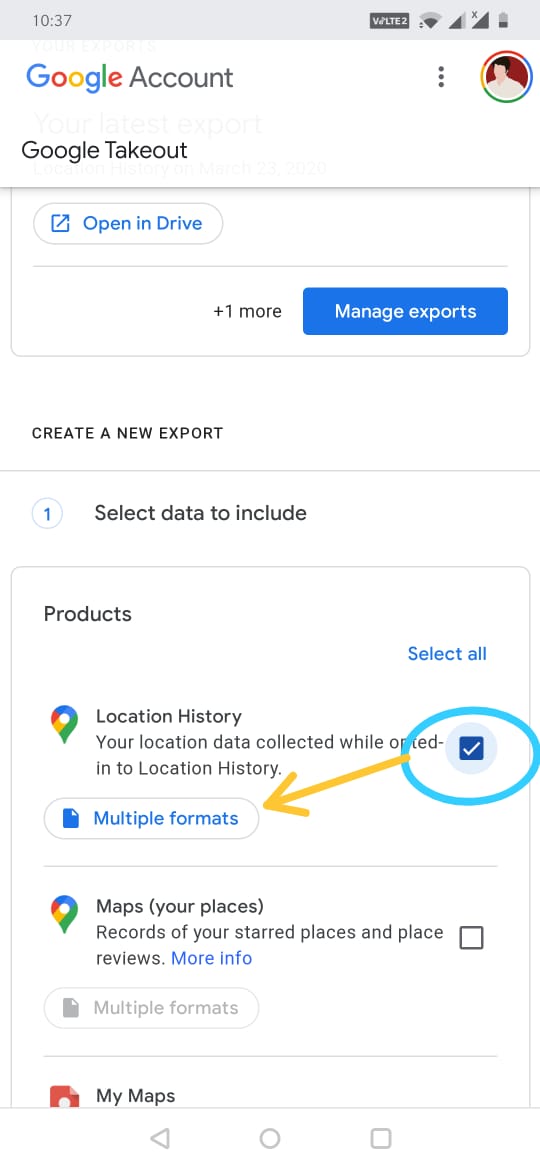 10:37
VoLTE2
X
YOUR EXPORTS
Google Account
Your latest export
Google Takeout
Location History on March 23, 2020
Open in Drive
+1 more
Manage exports
CREATE A NEW EXPORT
1
Select data to include
Products
Select all
Location History
Your location data collected while opted-
in to Location History.
Multiple formats
Maps (your places)
Records of your starred places and place
reviews. More info
Multiple formats
My Maps